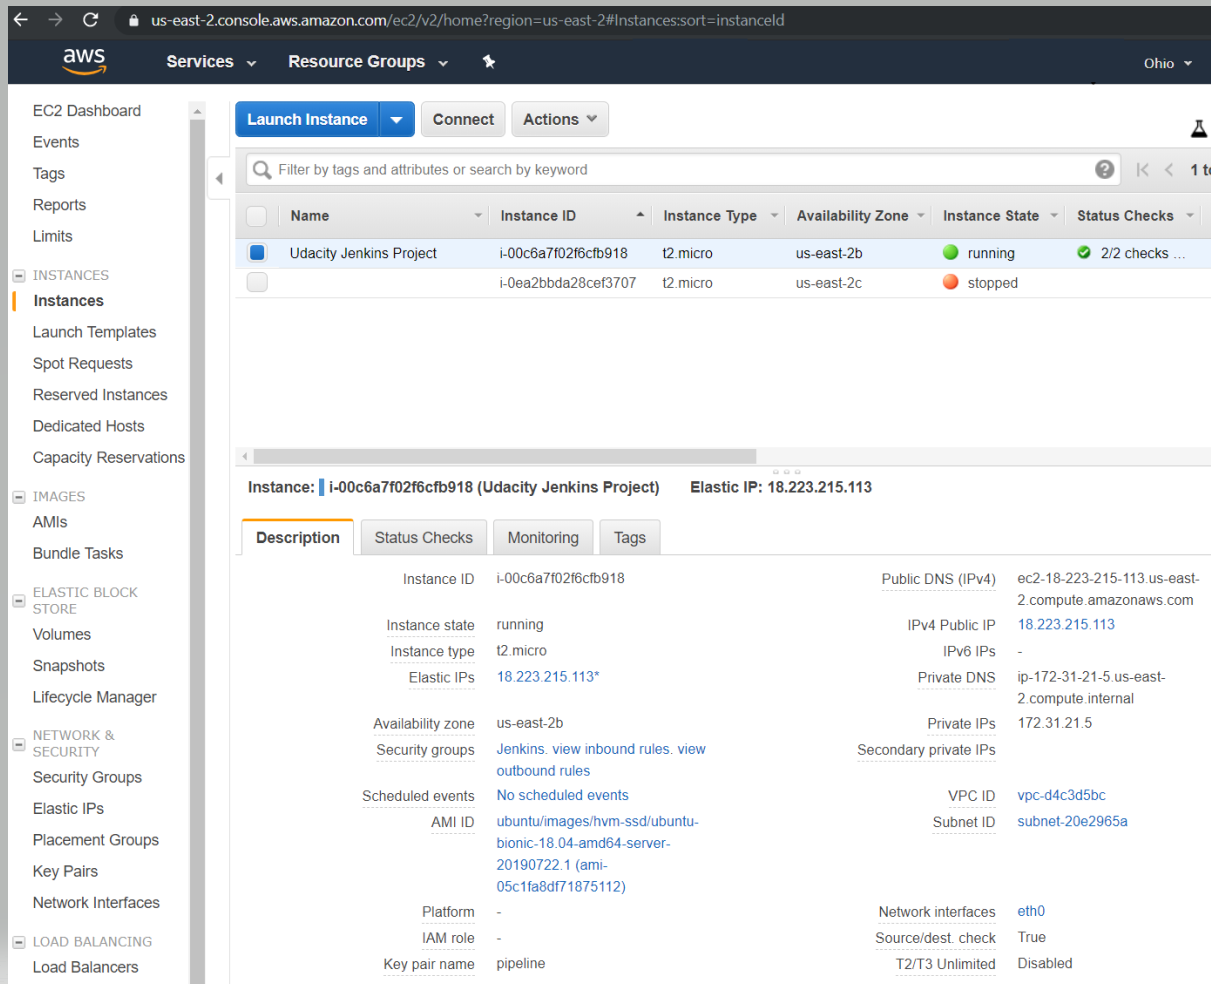 us-east-2.console.aws.amazon.com/ec2/v2/home?region=us-east-2#Instances:sort=instanceId
aws Services Resource Groups Ohio
EC2 Dashboard
Events
Tags
Reports
Limits
INSTANCES
Instances
Launch Templates
Spot Requests
Reserved Instances
Dedicated Hosts
Capacity Reservations
IMAGES
AMIs
Bundle Tasks
ELASTIC BLOCK
STORE
Volumes
Snapshots
Lifecycle Manager
NETWORK &
SECURITY
Security Groups
Elastic IPs
Placement Groups
Key Pairs
Network Interfaces
LOAD BALANCING
Load Balancers
Launch Instance Connect Actions
Filter by tags and attributes or search by keyword ? 1 to
Name Instance ID Instance Type Availability Zone Instance State Status Checks
Udacity Jenkins Project i-00c6a7f02f6cfb918 t2.micro us-east-2b running 2/2 checks ...
i-0ea2bbda28cef3707 t2.micro us-east-2c stopped
Instance: i-00c6a7f02f6cfb918 (Udacity Jenkins Project) Elastic IP: 18.223.215.113
Description Status Checks Monitoring Tags
Instance ID i-00c6a7f02f6cfb918
Instance state running
Instance type t2.micro
Elastic IPs 18.223.215.113*
Availability zone us-east-2b
Security groups Jenkins. view inbound rules. view
outbound rules
Scheduled events No scheduled events
AMI ID ubuntu/images/hvm-ssd/ubuntu-
bionic-18.04-amd64-server-
20190722.1 (ami-
05c1fa8df71875112)
Platform -
IAM role -
Key pair name pipeline
Public DNS (IPv4) ec2-18-223-215-113.us-east-
2.compute.amazonaws.com
IPv4 Public IP 18.223.215.113
IPv6 IPs -
Private DNS ip-172-31-21-5.us-east-
2.compute.internal
Private IPs 172.31.21.5
Secondary private IPs
VPC ID vpc-d4c3d5bc
Subnet ID subnet-20e2965a
Network interfaces eth0
Source/dest. check True
T2/T3 Unlimited Disabled